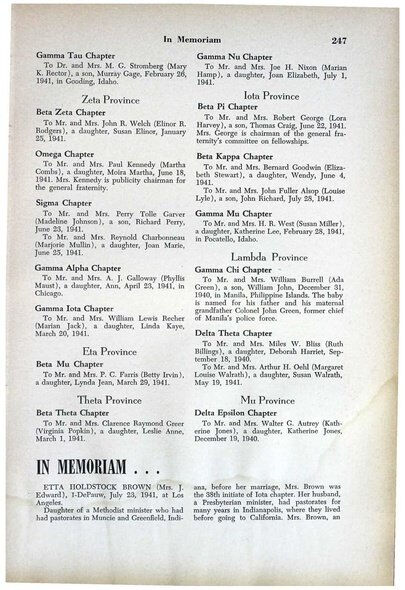 In Memoriam 247
Gamma Tau Chapter
To Dr. and Mrs. M. G. Stromberg (Mary
K. Rector), a son, Murray Gage, February 26,
1941, in Gooding, Idaho.
Zeta Province
Beta Zeta Chapter
To Mr. and Mrs. John R. Welch (Elinor R.
Rodgers), a daughter, Susan Elinor, January
25, 1941.
Omega Chapter
To Mr. and Mrs. Paul Kennedy (Martha
Combs), a daughter, Moira Martha, June 18,
1941. Mrs. Kennedy is publicity chairman for
the general fraternity.
Sigma Chapter
To Mr. and Mrs. Perry Tolle Garver
(Madeline Johnson), a son, Richard Perry,
June 23, 1941.
To Mr. and Mrs. Reynold Charbonneau
(Marjorie Mullin), a daughter, Joan Marie,
June 25, 1941.
Gamma Alpha Chapter
To Mr. and Mrs. A. J. Galloway (Phyllis
Maust), a daughter, Ann, April 23, 1941, in
Chicago.
Gamma Iota Chapter
To Mr. and Mrs. William Lewis Recher
(Marian Jack), a daughter, Linda Kaye,
March 20, 1941.
Eta Province
Beta Mu Chapter
To Mr. and Mrs. P. C. Farris (Betty Irvin),
a daughter, Lynda Jean, March 29, 1941.
Theta Province
Beta Theta Chapter
To Mr. and Mrs. Clarence Raymond Greer
(Virginia Popkin), a daughter, Leslie Anne,
March 1, 1941.
Gamma Nu Chapter
To Mr. and Mrs. Joe H. Nixon (Marian
Hamp), a daughter, Joan Elizabeth, July 1,
1941.
Iota Province
Beta Pi Chapter
To Mr. and Mrs. Robert George (Lora
Harvey), a son, Thomas Craig, June 22, 1941.
Mrs. George is chairman of the general fra-
ternity's committee on fellowships.
Beta Kappa Chapter
To Mr. and Mrs. Bernard Goodwin (Eliza-
beth Stewart), a daughter, Wendy, June 4,
1941.
To Mr. and Mrs. John Fuller Alsop (Louise
Lyle), a son, John Richard, July 28, 1941.
Gamma Mu Chapter
To Mr. and Mrs. H. R. West (Susan Miller),
a daughter, Katherine Lee, February 28, 1941,
in Pocatello, Idaho.
Lambda Province
Gamma Chi Chapter
To Mr. and Mrs. William Burrell (Ada
Green), a son, William John, December 31,
1940, in Manila, Philippine Islands. The baby
is named for his father and his maternal
grandfather Colonel John Green, former chief
of Manila's police force.
Delta Theta Chapter
To Mr. and Mrs. Miles W. Bliss (Ruth
Billings), a daughter, Deborah Harriet, Sep-
tember 18, 1940.
To Mr. and Mrs. Arthur H. Oehl (Margaret
Louise Walrath), a daughter, Susan Walrath,
May 19, 1941.
Mu Province
Delta Epsilon Chapter
To Mr. and Mrs. Walter G. Autrey (Kath-
erine Jones), a daughter, Katherine Jones,
December 19, 1940.
IN MEMORIAM . . .
ETTA HOLDSTOCK BROWN (Mrs. J.
Edward), I-DePauw, July 23, 1941, at Los
Angeles.
Daughter of a Methodist minister who had
had pastorates in Muncie and Greenfield, Indi-
ana, before her marriage, Mrs. Brown was
the 38th initiate of Iota chapter. Her husband,
a Presbyterian minister, had pastorates for
many years in Indianapolis, where they lived
before going to California. Mrs. Brown, an